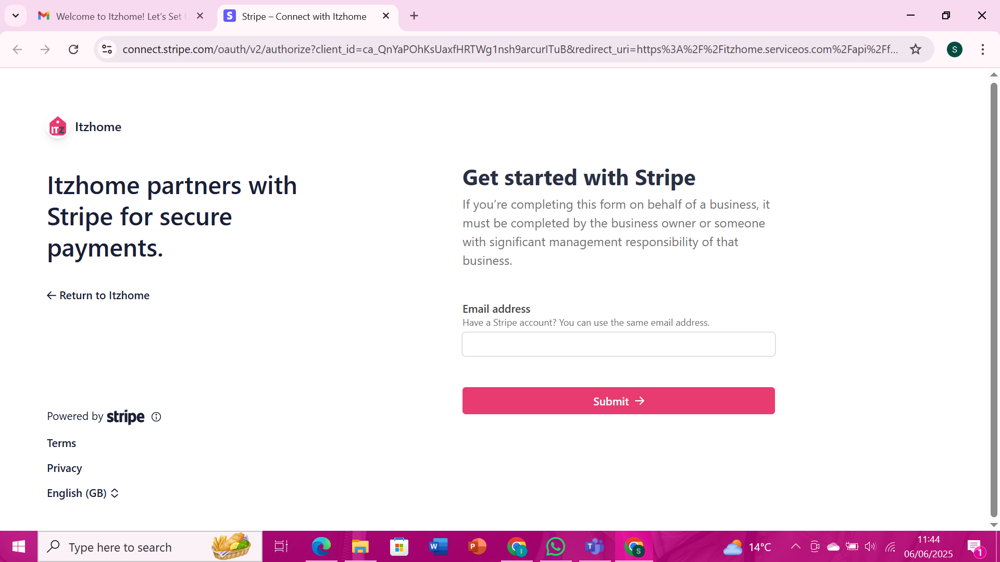 Welcome to Itzhome! Let's Set
Stripe – Connect with Itzhome
connect.stripe.com/oauth/v2/authorize?client_id=ca_QnYaPOhKsUaxfHRTWg1nsh9arcurITuB&redirect_uri=https%3A%2F%2Fitzhome.serviceos.com%2Fapi%2Ff...
S
ITZ
Itzhome
Itzhome partners with
Stripe for secure
payments.
← Return to Itzhome
Get started with Stripe
If you’re completing this form on behalf of a business, it
must be completed by the business owner or someone
with significant management responsibility of that
business.
Email address
Have a Stripe account? You can use the same email address.
Submit →
Powered by stripe
Terms
Privacy
English (GB)
Type here to search
14°C
11:44
06/06/2025
1